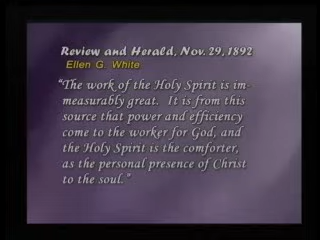 Review and Herald, Nov. 29, 1892
Ellen G. White
"The work of the Holy Spirit is im-
measurably great. It is from this
source that power and efficiency
come to the worker for God, and
the Holy Spirit is the comforter,
as the personal presence of Christ
to the soul."